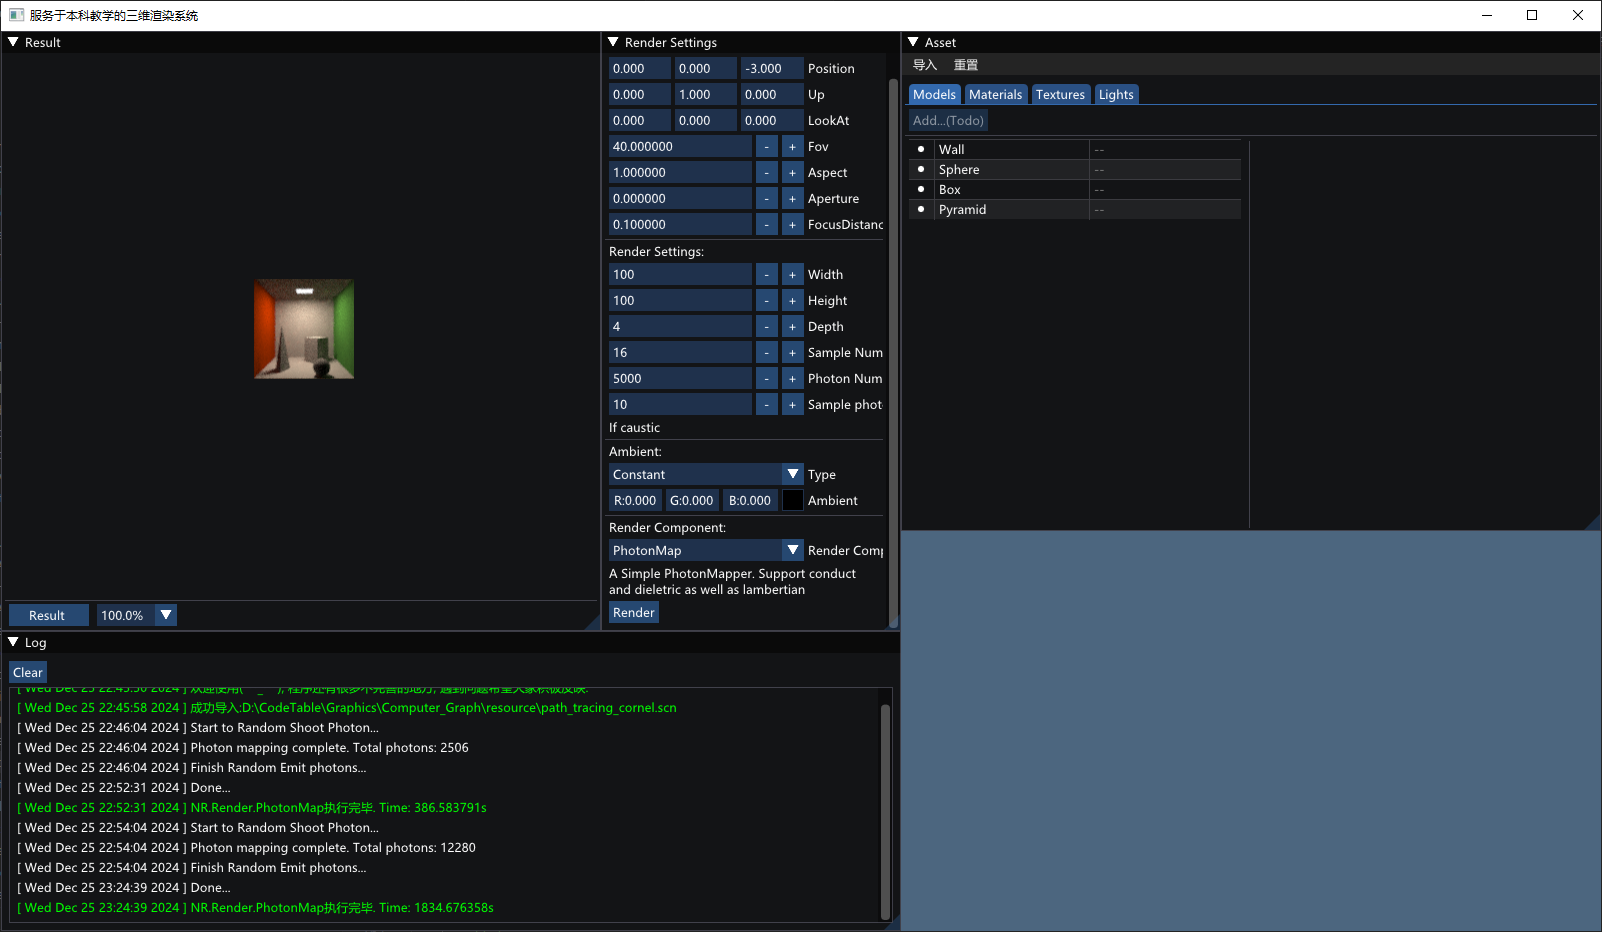 服务于本科教学的三维渲染系统
Result
Result 100.0%
Render Settings
0.000 0.000 -3.000 Position
0.000 1.000 0.000 Up
0.000 0.000 0.000 LookAt
40.000000 - + Fov
1.000000 - + Aspect
0.000000 - + Aperture
0.100000 - + FocusDistanc
Render Settings:
100 - + Width
100 - + Height
4 - + Depth
16 - + Sample Num
5000 - + Photon Num
10 - + Sample phot
If caustic
Ambient:
Constant Type
R:0.000 G:0.000 B:0.000 Ambient
Render Component:
PhotonMap Render Comp
A Simple PhotonMapper. Support conduct
and dieletric as well as lambertian
Render
Asset
导入 重置
Models Materials Textures Lights
Add...(Todo)
Wall --
Sphere --
Box --
Pyramid --
Log
Clear
[ Wed Dec 25 22:45:58 2024 ] 成功导入:D:\CodeTable\Graphics\Computer_Graph\resource\path_tracing_cornel.scn
[ Wed Dec 25 22:46:04 2024 ] Start to Random Shoot Photon...
[ Wed Dec 25 22:46:04 2024 ] Photon mapping complete. Total photons: 2506
[ Wed Dec 25 22:46:04 2024 ] Finish Random Emit photons...
[ Wed Dec 25 22:52:31 2024 ] Done...
[ Wed Dec 25 22:52:31 2024 ] NR.Render.PhotonMap执行完毕. Time: 386.583791s
[ Wed Dec 25 22:54:04 2024 ] Start to Random Shoot Photon...
[ Wed Dec 25 22:54:04 2024 ] Photon mapping complete. Total photons: 12280
[ Wed Dec 25 22:54:04 2024 ] Finish Random Emit photons...
[ Wed Dec 25 23:24:39 2024 ] Done...
[ Wed Dec 25 23:24:39 2024 ] NR.Render.PhotonMap执行完毕. Time: 1834.676358s